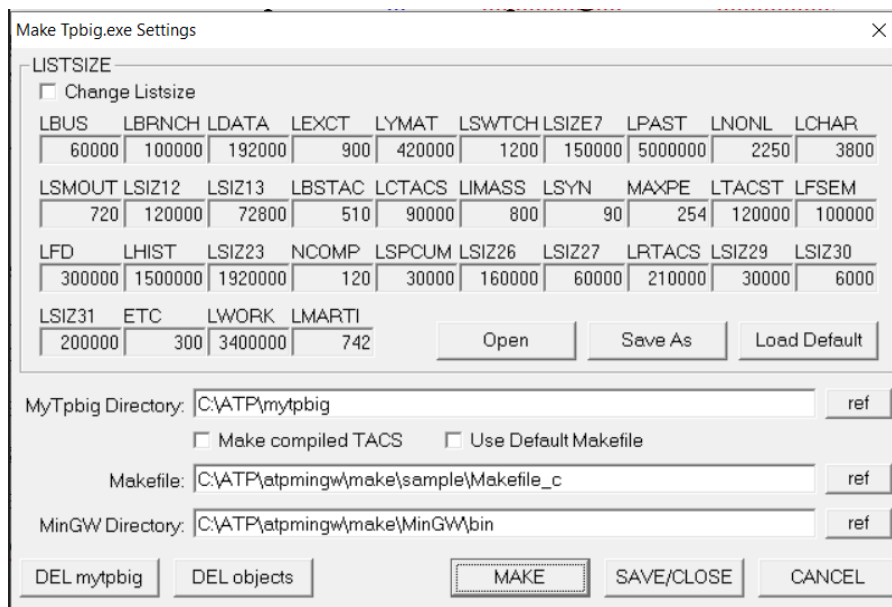 Make Tpbig.exe Settings
LISTSIZE
Change Listsize
LBUS LBRNCH LDATA LEXCT LYMAT LSWTCH LSIZE7 LPAST LNONL LCHAR
60000 100000 192000 900 420000 1200 150000 5000000 2250 3800
LSMOUT LSIZ12 LSIZ13 LBSTAC LCTACS LIMASS LSYN MAXPE LTACST LFSEM
720 120000 72800 510 90000 800 90 254 120000 100000
LFD LHIST LSIZ23 NCOMP LSPCUM LSIZ26 LSIZ27 LRTACS LSIZ29 LSIZ30
300000 1500000 1920000 120 30000 160000 60000 210000 30000 6000
LSIZ31 ETC LWORK LMARTI
200000 300 3400000 742 Open Save As Load Default
MyTpbig Directory: C:\ATP\mytpbig ref
Make compiled TACS Use Default Makefile
Makefile: C:\ATP\atpmingw\make\sample\Makefile_c ref
MinGW Directory: C:\ATP\atpmingw\make\MinGW\bin ref
DEL mytpbig DEL objects MAKE SAVE/CLOSE CANCEL